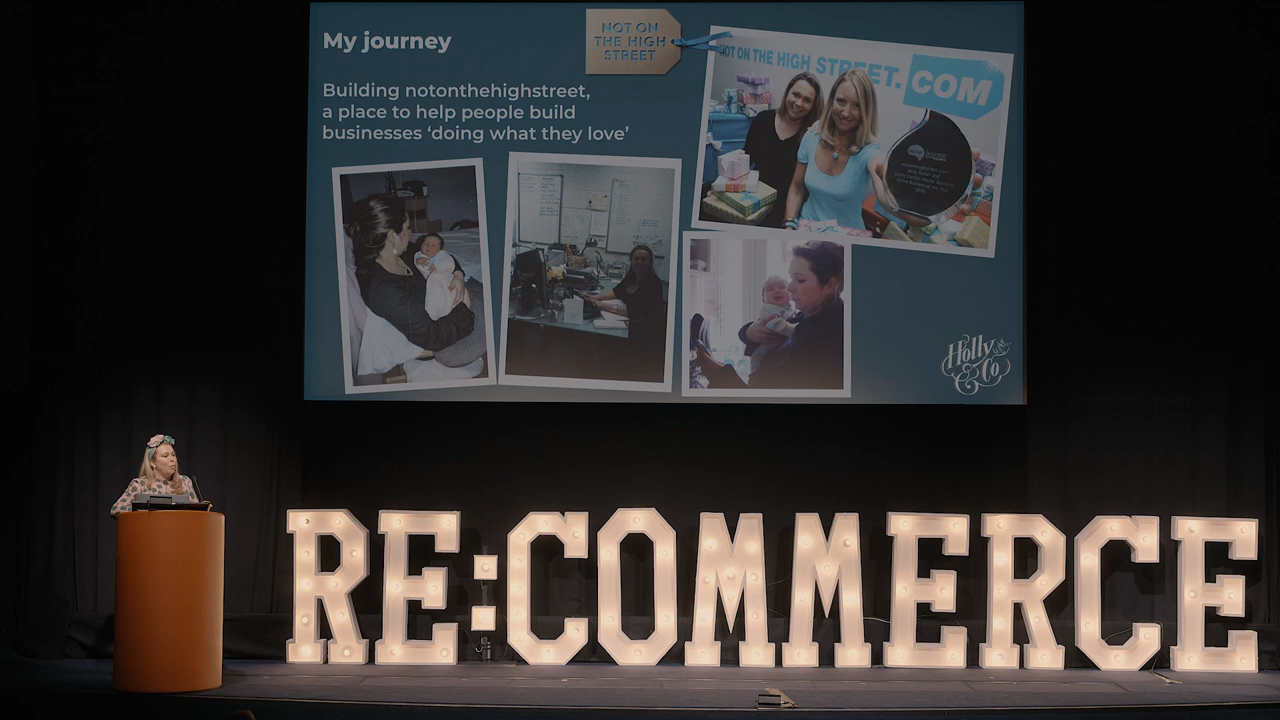 My journey
NOT ON
THE HIGH
STREET
Building notonthehighstreet,
a place to help people build
businesses ‘doing what they love’
NOT ON THE HIGH STREET.COM
Holly
& Co
RE:COMMERCE